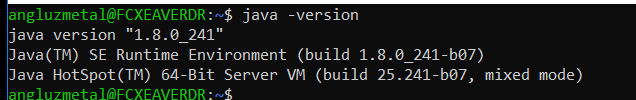 angluzmetal@FCXEAVERDR:~$ java -version
java version "1.8.0_241"
Java(TM) SE Runtime Environment (build 1.8.0_241-b07)
Java HotSpot(TM) 64-Bit Server VM (build 25.241-b07, mixed mode)
angluzmetal@FCXEAVERDR:~$